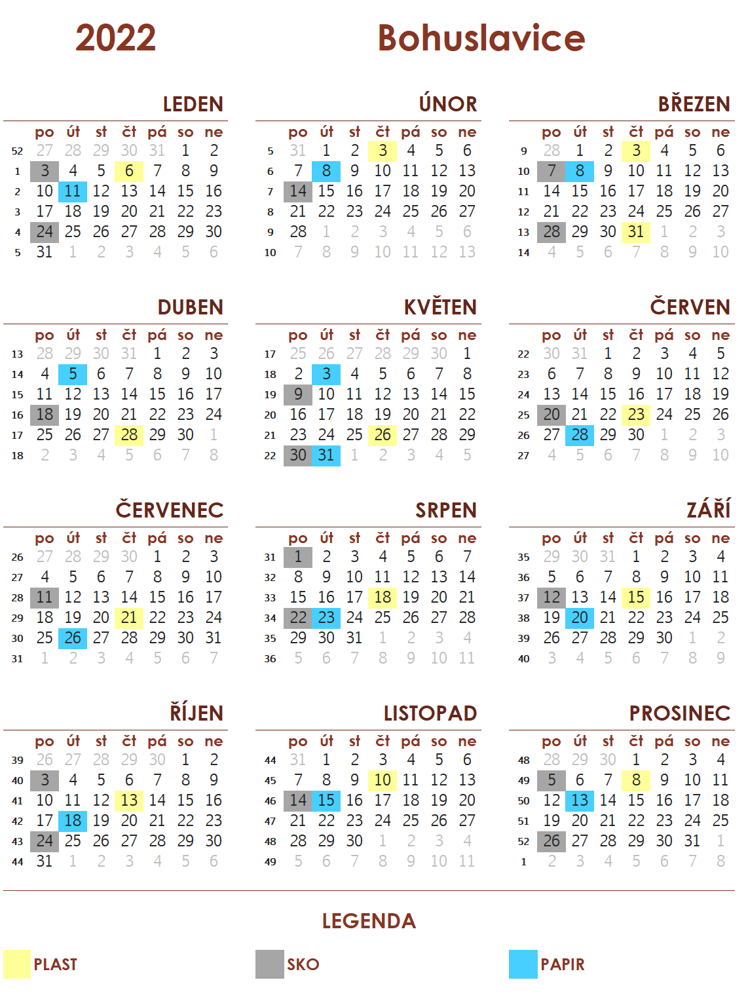 2022 Bohuslavice
LEDEN
po út st čt pá so ne
52 27 28 29 30 31 1 2
1 3 4 5 6 7 8 9
2 10 11 12 13 14 15 16
3 17 18 19 20 21 22 23
4 24 25 26 27 28 29 30
5 31 1 2 3 4 5 6
ÚNOR
po út st čt pá so ne
5 31 1 2 3 4 5 6
6 7 8 9 10 11 12 13
7 14 15 16 17 18 19 20
8 21 22 23 24 25 26 27
9 28 1 2 3 4 5 6
10 7 8 9 10 11 12 13
BŘEZEN
po út st čt pá so ne
9 28 1 2 3 4 5 6
10 7 8 9 10 11 12 13
11 14 15 16 17 18 19 20
12 21 22 23 24 25 26 27
13 28 29 30 31 1 2 3
14 4 5 6 7 8 9 10
DUBEN
po út st čt pá so ne
13 28 29 30 31 1 2 3
14 4 5 6 7 8 9 10
15 11 12 13 14 15 16 17
16 18 19 20 21 22 23 24
17 25 26 27 28 29 30 1
18 2 3 4 5 6 7 8
KVĚTEN
po út st čt pá so ne
17 25 26 27 28 29 30 1
18 2 3 4 5 6 7 8
19 9 10 11 12 13 14 15
20 16 17 18 19 20 21 22
21 23 24 25 26 27 28 29
22 30 31 1 2 3 4 5
ČERVEN
po út st čt pá so ne
22 30 31 1 2 3 4 5
23 6 7 8 9 10 11 12
24 13 14 15 16 17 18 19
25 20 21 22 23 24 25 26
26 27 28 29 30 1 2 3
27 4 5 6 7 8 9 10
ČERVENEC
po út st čt pá so ne
26 27 28 29 30 1 2 3
27 4 5 6 7 8 9 10
28 11 12 13 14 15 16 17
29 18 19 20 21 22 23 24
30 25 26 27 28 29 30 31
31 1 2 3 4 5 6 7
SRPEN
po út st čt pá so ne
31 1 2 3 4 5 6 7
32 8 9 10 11 12 13 14
33 15 16 17 18 19 20 21
34 22 23 24 25 26 27 28
35 29 30 31 1 2 3 4
36 5 6 7 8 9 10 11
ZÁŘÍ
po út st čt pá so ne
35 29 30 31 1 2 3 4
36 5 6 7 8 9 10 11
37 12 13 14 15 16 17 18
38 19 20 21 22 23 24 25
39 26 27 28 29 30 1 2
40 3 4 5 6 7 8 9
ŘÍJEN
po út st čt pá so ne
39 26 27 28 29 30 1 2
40 3 4 5 6 7 8 9
41 10 11 12 13 14 15 16
42 17 18 19 20 21 22 23
43 24 25 26 27 28 29 30
44 31 1 2 3 4 5 6
LISTOPAD
po út st čt pá so ne
44 31 1 2 3 4 5 6
45 7 8 9 10 11 12 13
46 14 15 16 17 18 19 20
47 21 22 23 24 25 26 27
48 28 29 30 1 2 3 4
49 5 6 7 8 9 10 11
PROSINEC
po út st čt pá so ne
48 28 29 30 1 2 3 4
49 5 6 7 8 9 10 11
50 12 13 14 15 16 17 18
51 19 20 21 22 23 24 25
52 26 27 28 29 30 31 1
1 2 3 4 5 6 7 8
LEGENDA
PLAST SKO PAPIR